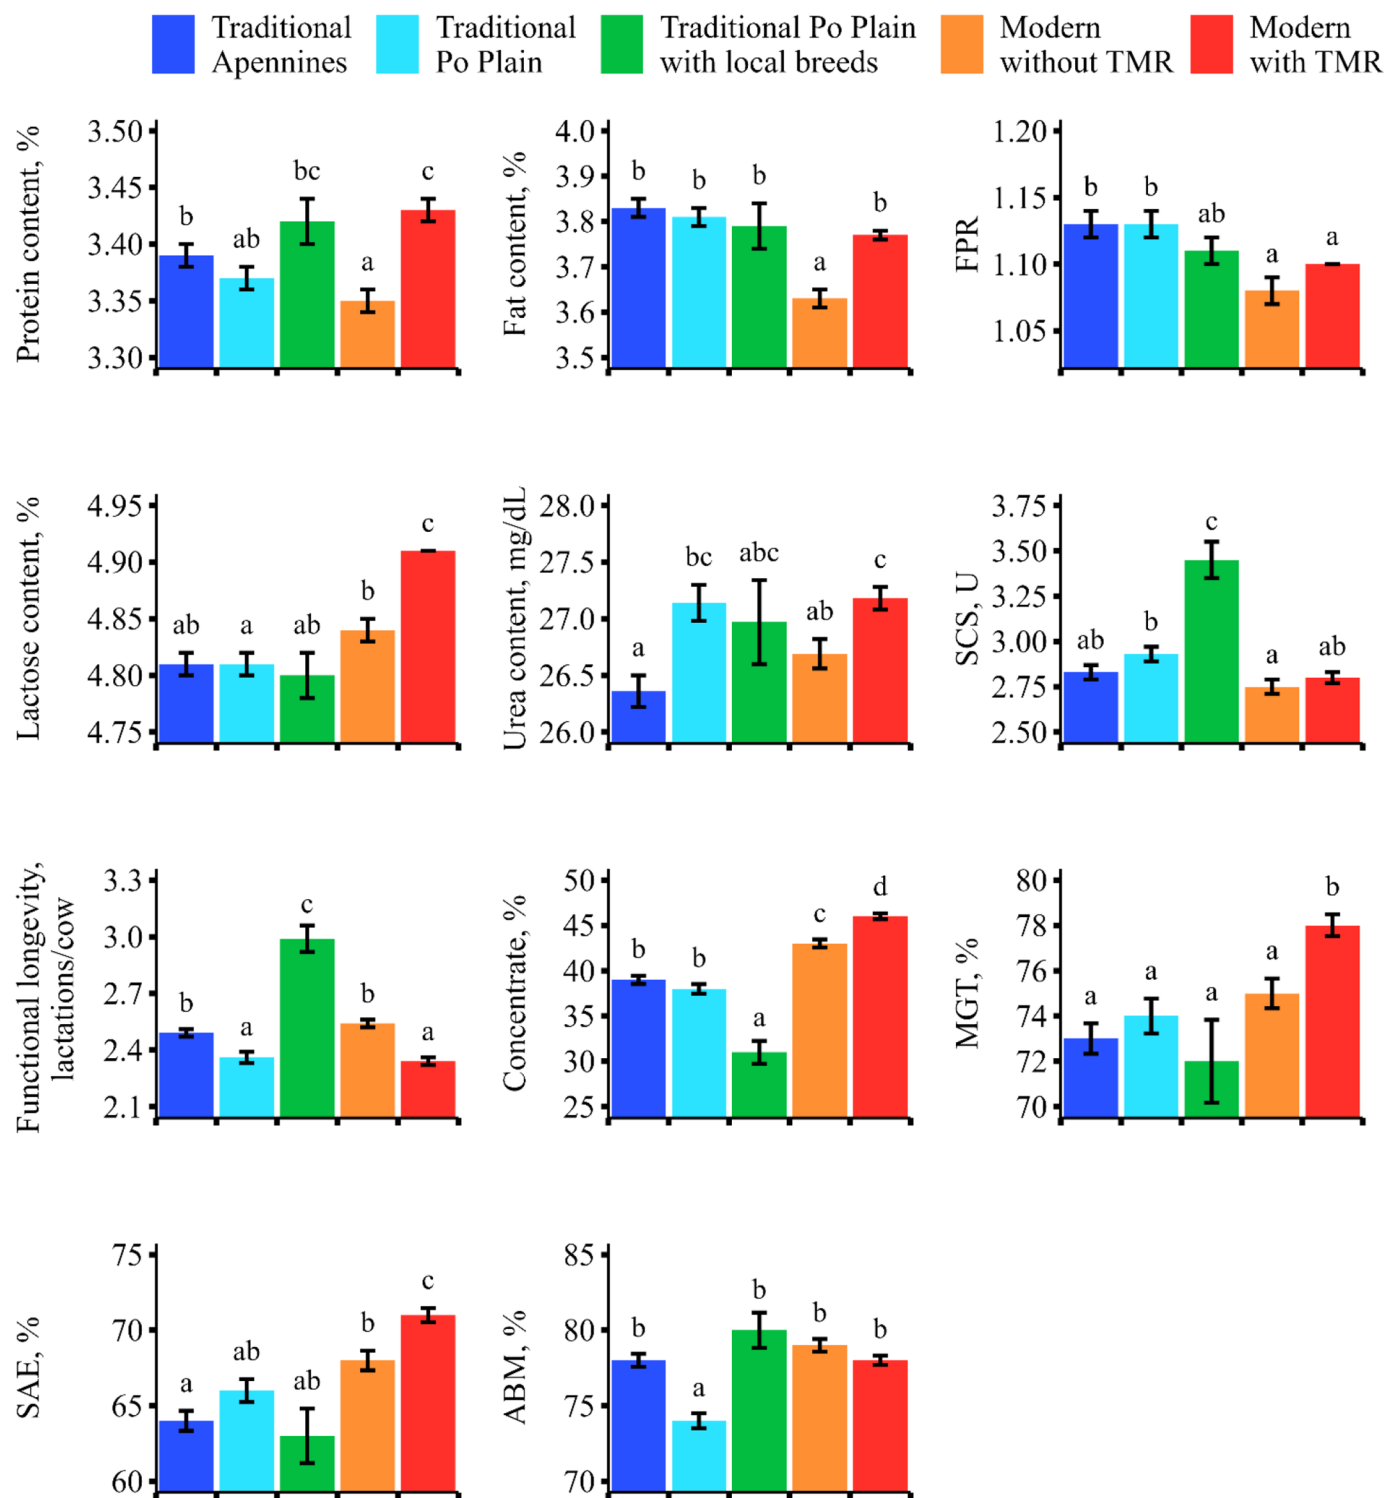 Traditional
Apennines
Traditional
Po Plain
Traditional Po Plain
with local breeds
Modern
without TMR
Modern
with TMR
Protein content, %
3.50
3.45
3.40
3.35
3.30
b
ab
bc
a
c
Fat content, %
4.0
3.9
3.8
3.7
3.6
3.5
b
b
b
a
b
FPR
1.20
1.15
1.10
1.05
b
b
ab
a
a
Lactose content, %
4.95
4.90
4.85
4.80
4.75
ab
a
ab
b
c
Urea content, mg/dL
28.0
27.5
27.0
26.5
26.0
a
bc
abc
ab
c
SCS, U
3.75
3.50
3.25
3.00
2.75
2.50
ab
b
c
a
ab
Functional longevity,
lactations/cow
3.3
3.0
2.7
2.4
2.1
b
a
c
b
a
Concentrate, %
50
45
40
35
30
25
b
b
a
c
d
MGT, %
80
78
76
74
72
70
a
a
a
a
b
SAE, %
75
70
65
60
a
ab
ab
b
c
ABM, %
85
80
75
70
b
a
b
b
b